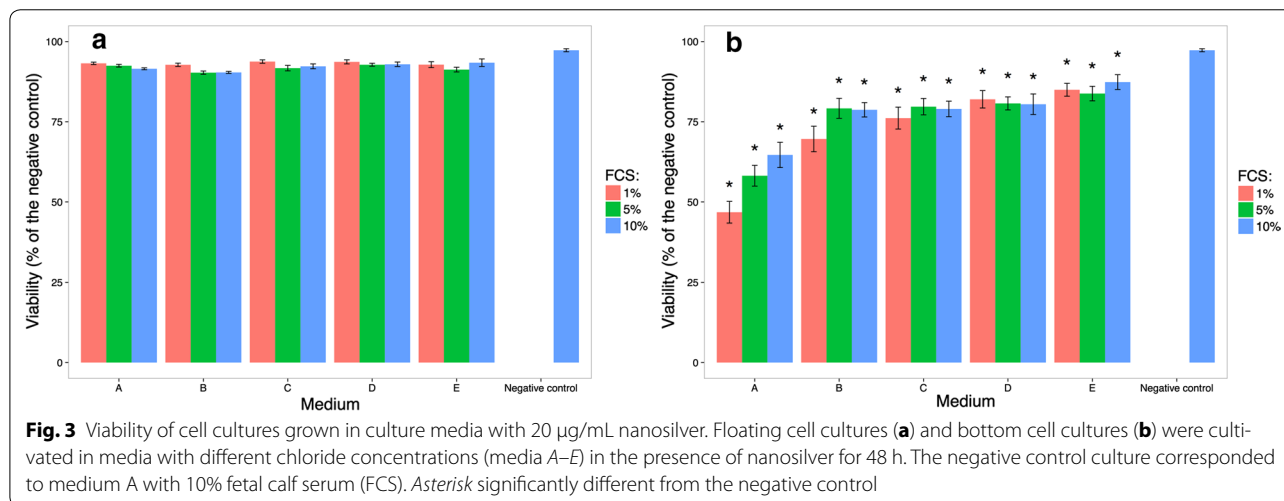 a
Viability (% of the negative control)
100
75
50
25
0
A B C D E Negative control
Medium
FCS:
1%
5%
10%
b
Viability (% of the negative control)
100
75
50
25
0
* * * * * * * * * * * * * * *
A B C D E Negative control
Medium
FCS:
1%
5%
10%
Fig. 3 Viability of cell cultures grown in culture media with 20 µg/mL nanosilver. Floating cell cultures (a) and bottom cell cultures (b) were culti-
vated in media with different chloride concentrations (media A–E) in the presence of nanosilver for 48 h. The negative control culture corresponded
to medium A with 10% fetal calf serum (FCS). Asterisk significantly different from the negative control